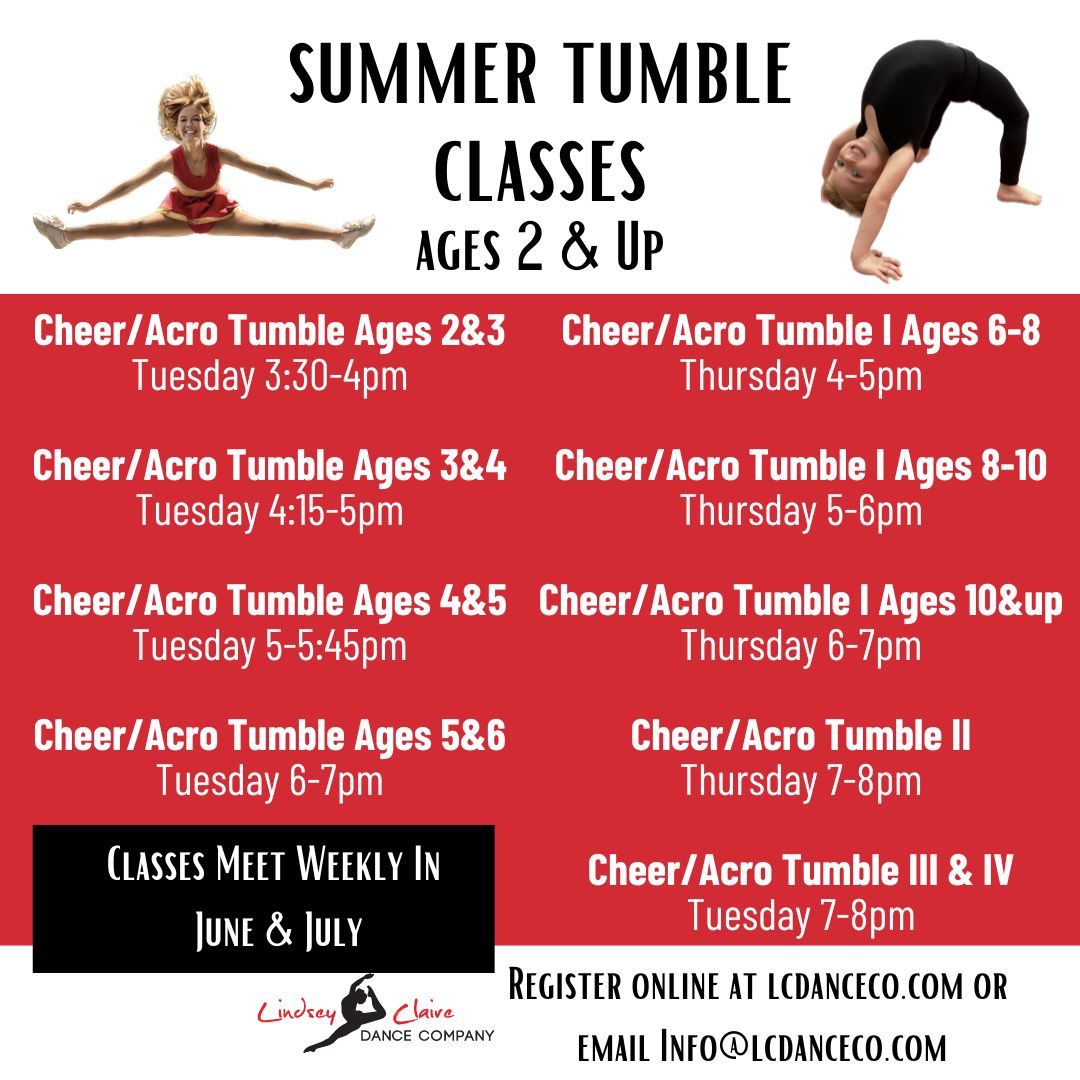 SUMMER TUMBLE
CLASSES
AGES 2 & UP
Cheer/Acro Tumble Ages 2&3
Tuesday 3:30-4pm
Cheer/Acro Tumble Ages 3&4
Tuesday 4:15-5pm
Cheer/Acro Tumble Ages 4&5
Tuesday 5-5:45pm
Cheer/Acro Tumble Ages 5&6
Tuesday 6-7pm
Cheer/Acro Tumble I Ages 6-8
Thursday 4-5pm
Cheer/Acro Tumble I Ages 8-10
Thursday 5-6pm
Cheer/Acro Tumble I Ages 10&up
Thursday 6-7pm
Cheer/Acro Tumble II
Thursday 7-8pm
Cheer/Acro Tumble III & IV
Tuesday 7-8pm
Classes Meet Weekly In
June & July
Lindsey Claire
DANCE COMPANY
Register online at lcdanceco.com or
email Info@lcdanceco.com